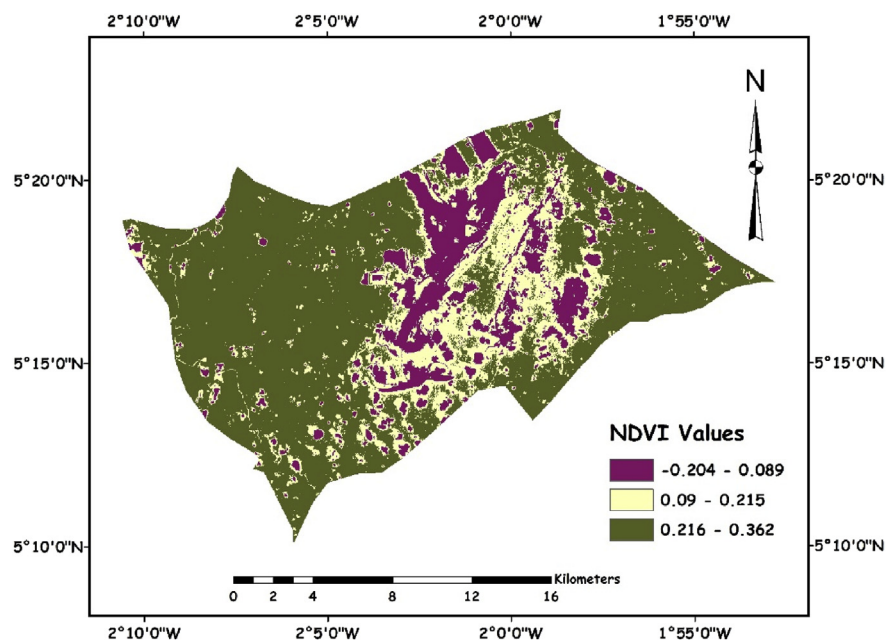 2°10'0"W 2°5'0"W 2°0'0"W 1°55'0"W
N
5°20'0"N 5°20'0"N
5°15'0"N 5°15'0"N
NDVI Values
-0.204 - 0.089
0.09 - 0.215
0.216 - 0.362
5°10'0"N 5°10'0"N
Kilometers
0 2 4 8 12 16
2°10'0"W 2°5'0"W 2°0'0"W 1°55'0"W